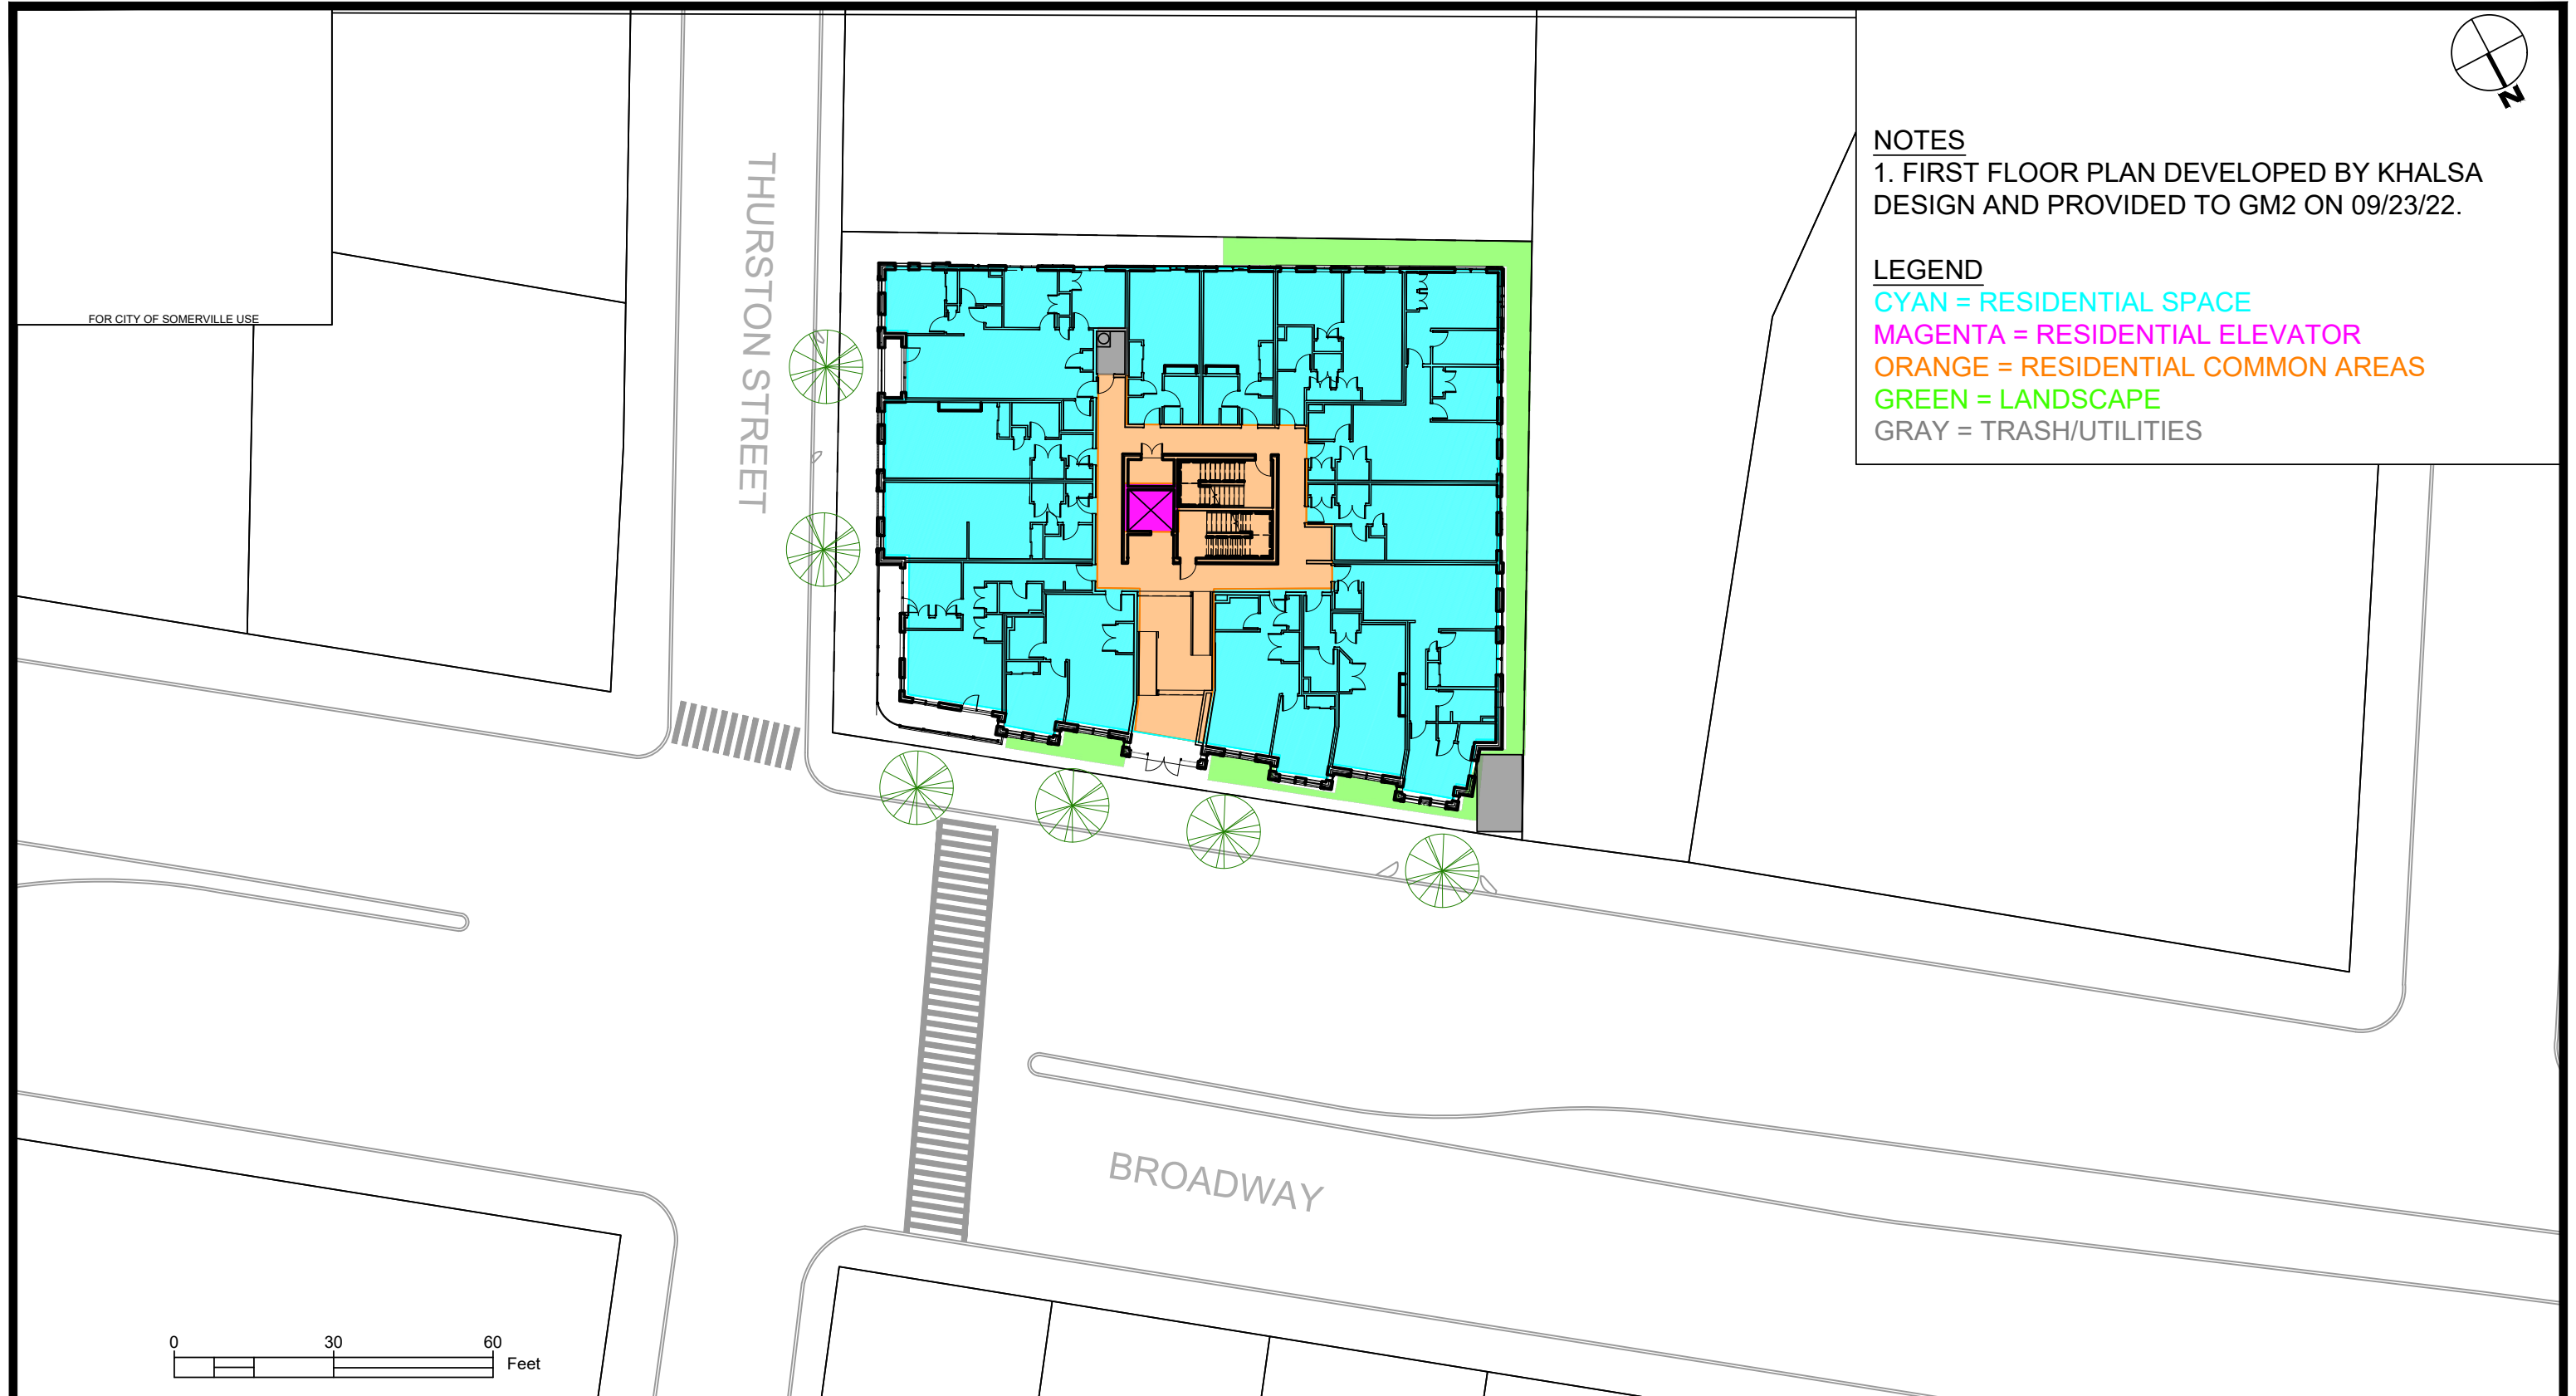 N
NOTES
1. FIRST FLOOR PLAN DEVELOPED BY KHALSA
DESIGN AND PROVIDED TO GM2 ON 09/23/22.
LEGEND
CYAN = RESIDENTIAL SPACE
MAGENTA = RESIDENTIAL ELEVATOR
ORANGE = RESIDENTIAL COMMON AREAS
GREEN = LANDSCAPE
GRAY = TRASH/UTILITIES
THURSTON STREET
FOR CITY OF SOMERVILLE USE
BROADWAY
0 30 60
Feet